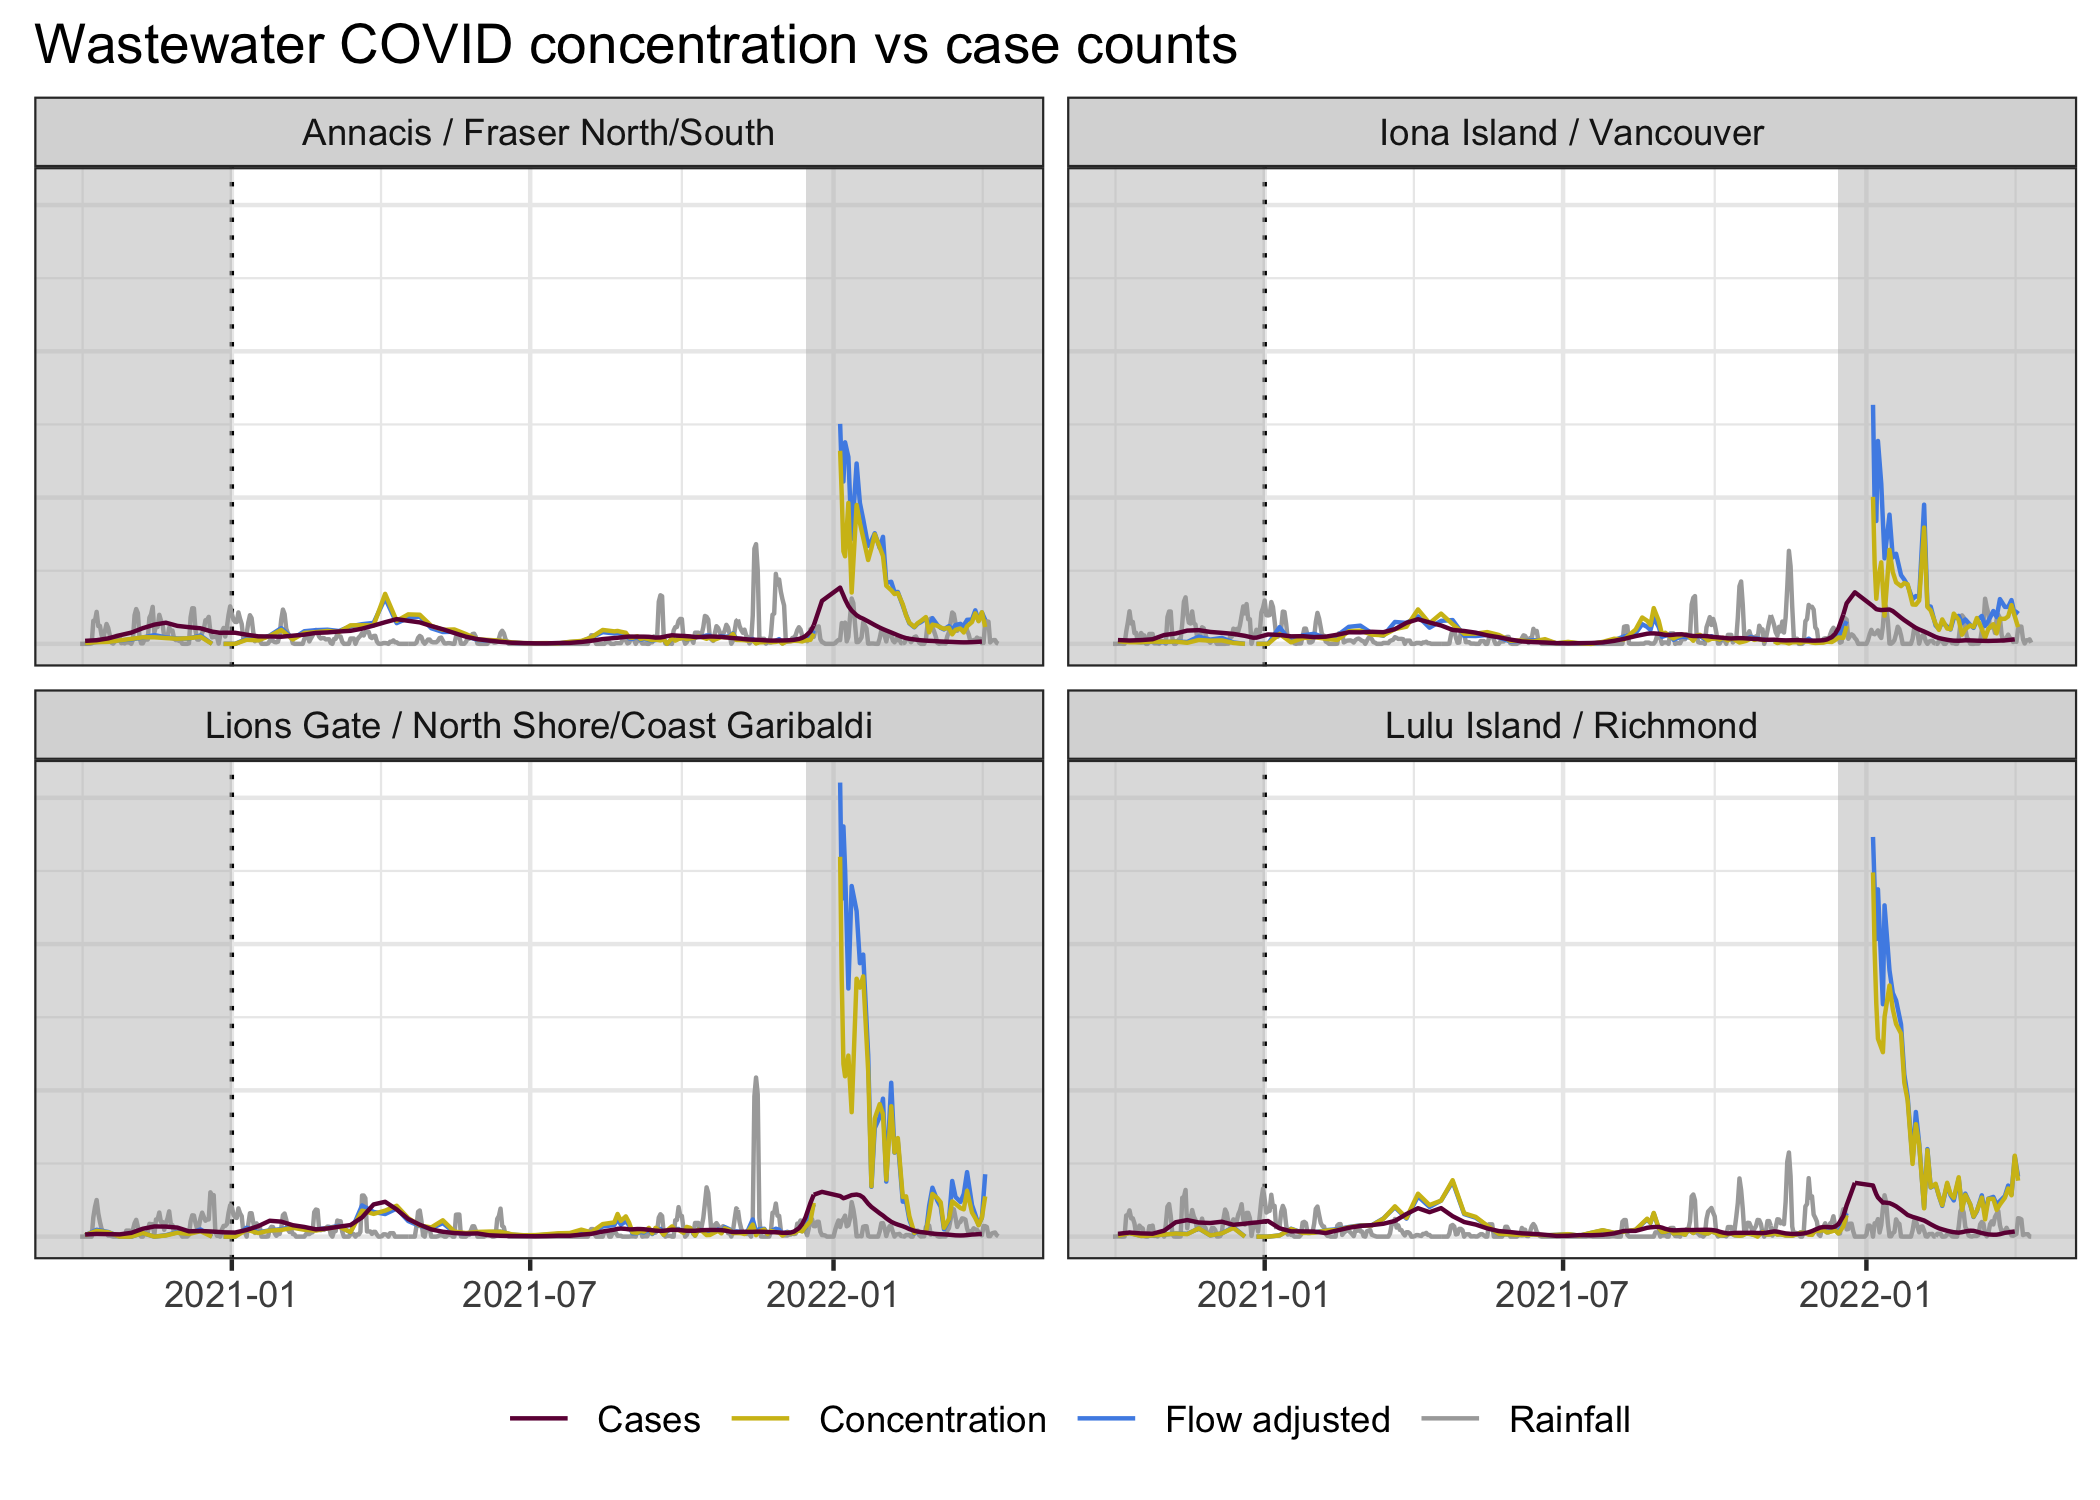 Wastewater COVID concentration vs case counts
Annacis / Fraser North/South
Iona Island / Vancouver
Lions Gate / North Shore/Coast Garibaldi
Lulu Island / Richmond
2021-01 2021-07 2022-01 2021-01 2021-07 2022-01
Cases Concentration Flow adjusted Rainfall